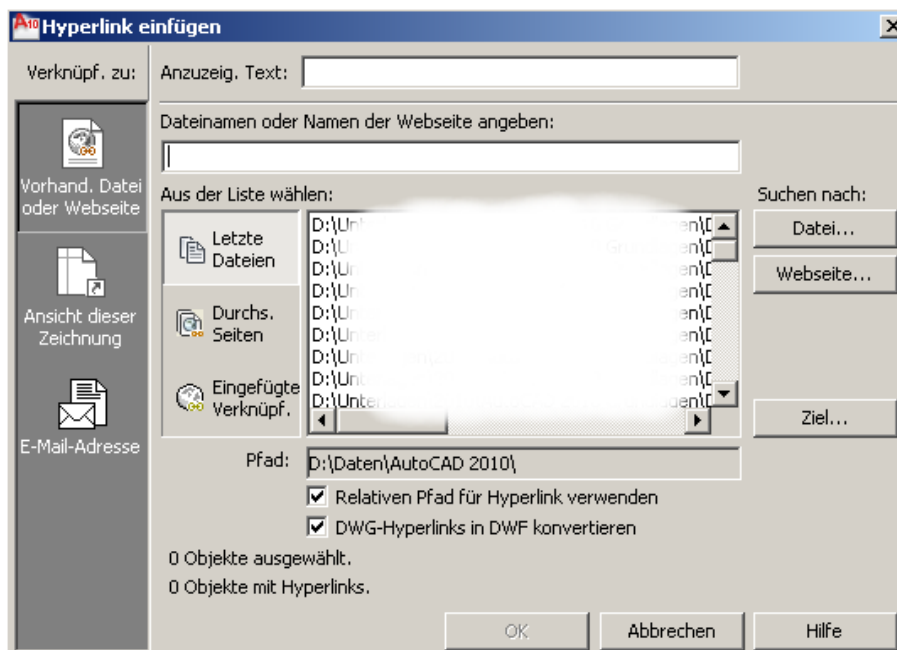 A10 Hyperlink einfügen
Verknüpf. zu:
Anzuzeig. Text:
Dateinamen oder Namen der Webseite angeben:
Vorhand. Datei
oder Webseite
Ansicht dieser
Zeichnung
E-Mail-Adresse
Aus der Liste wählen:
Letzte
Dateien
Durchs.
Seiten
Eingefügte
Verknüpf.
Suchen nach:
Datei...
Webseite...
Ziel...
Pfad: D:\Daten\AutoCAD 2010\
Relativen Pfad für Hyperlink verwenden
DWG-Hyperlinks in DWF konvertieren
0 Objekte ausgewählt.
0 Objekte mit Hyperlinks.
OK Abbrechen Hilfe